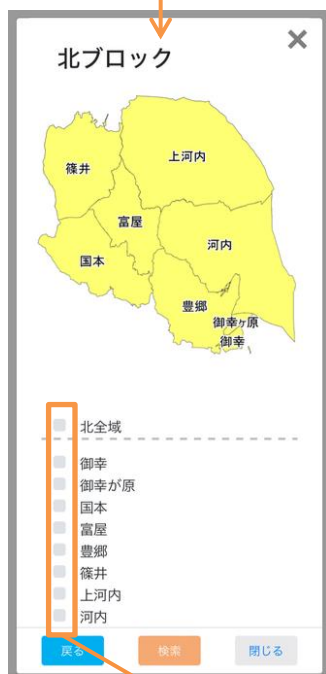 北ブロック
×
篠井
上河内
富屋
国本
河内
豊郷
御幸ヶ原
御幸
北全域
御幸
御幸が原
国本
富屋
豊郷
篠井
上河内
河内
戻る
検索
閉じる